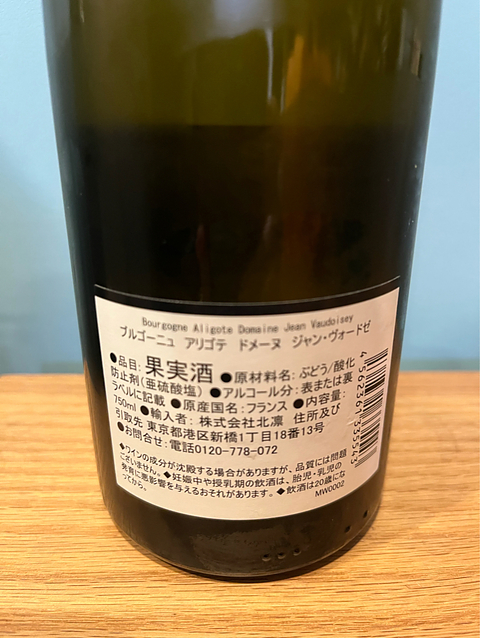 Bourgogne Aligote Domaine Jean Vaudoisey
ブルゴーニュ アリゴテ ドメーヌ ジャン・ヴォードゼ
●品目：果実酒 ●原材料名：ぶどう/酸化
防止剤（亜硫酸塩）●アルコール分：表または裏
ラベルに記載 ●原産国名：フランス ●内容量：
750ml ●輸入者：株式会社北凛 住所及び
引取先 東京都港区新橋1丁目18番13号
●お問合せ：電話0120-778-072
◆ワインの成分が沈殿する場合がありますが、品質には問題
ございません。◆妊娠中や授乳期の飲酒は、胎児・乳児の
発育に悪影響を与えるおそれがあります。◆飲酒は20歳にな
ってから。
MW0002
4562361355543